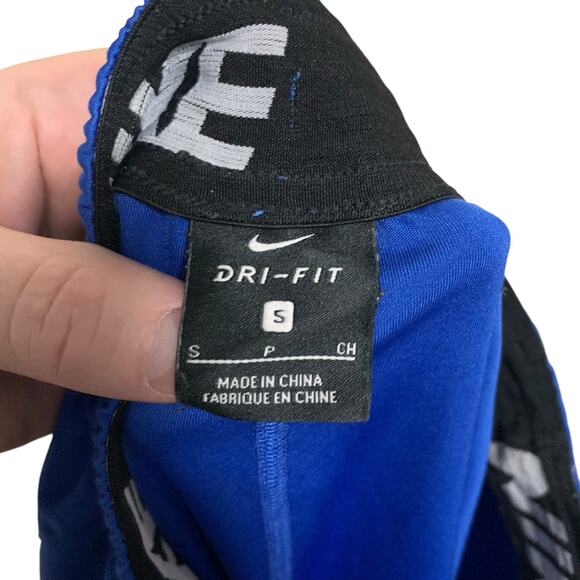 DRI-FIT
S
S P CH
MADE IN CHINA
FABRIQUE EN CHINE